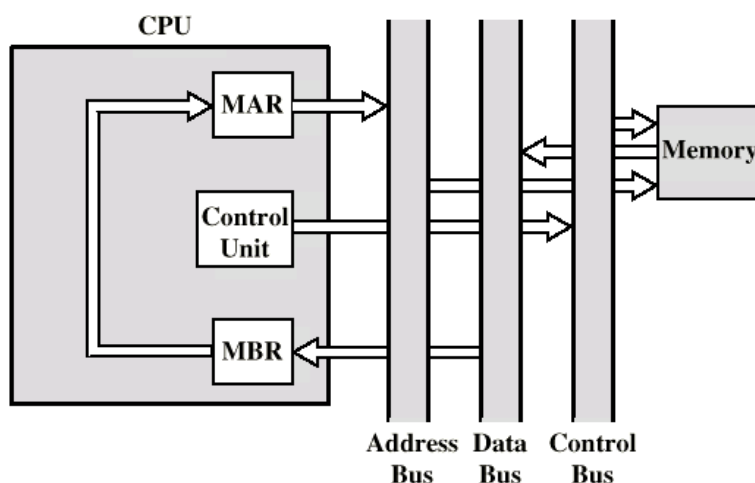 CPU
MAR
Memory
Control
Unit
MBR
Address
Bus
Data
Bus
Control
Bus